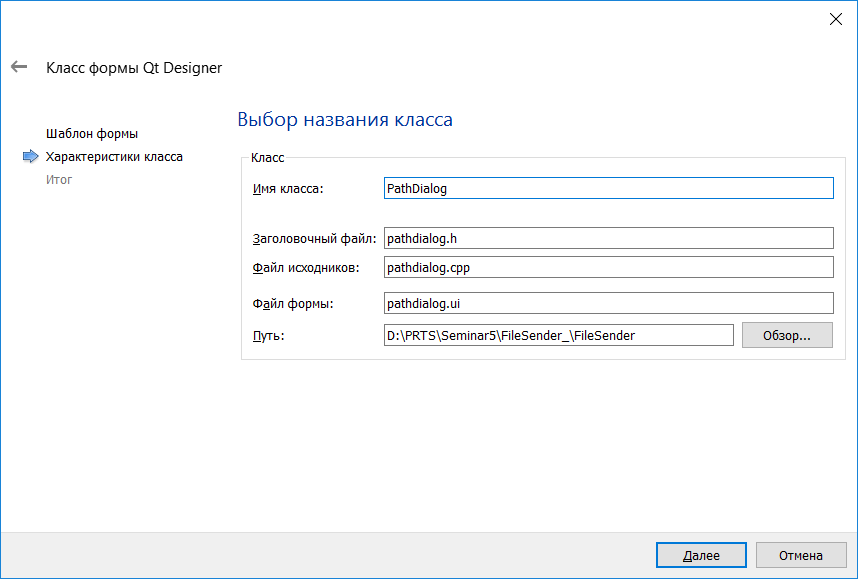 Класс формы Qt Designer
Шаблон формы
Характеристики класса
Итог
Выбор названия класса
Класс
Имя класса: PathDialog
Заголовочный файл: pathdialog.h
Файл исходников: pathdialog.cpp
Файл формы: pathdialog.ui
Путь: D:\PRTS\Seminar5\FileSender_\FileSender Обзор...
Далее Отмена